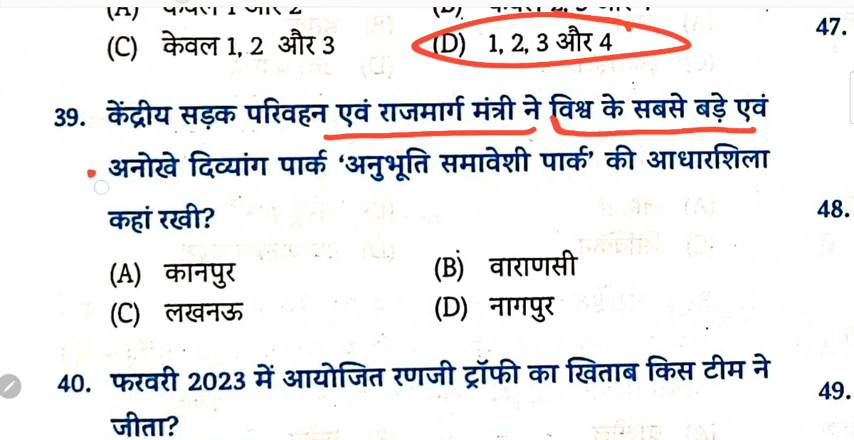 (C) केवल 1, 2 और 3 (D) 1, 2, 3 और 4
47.
39. केंद्रीय सड़क परिवहन एवं राजमार्ग मंत्री ने विश्व के सबसे बड़े एवं
अनोखे दिव्यांग पार्क ‘अनुभूति समावेशी पार्क’ की आधारशिला
कहां रखी?
48.
(A) कानपुर (B) वाराणसी
(C) लखनऊ (D) नागपुर
40. फरवरी 2023 में आयोजित रणजी ट्रॉफी का खिताब किस टीम ने
49.
जीता?